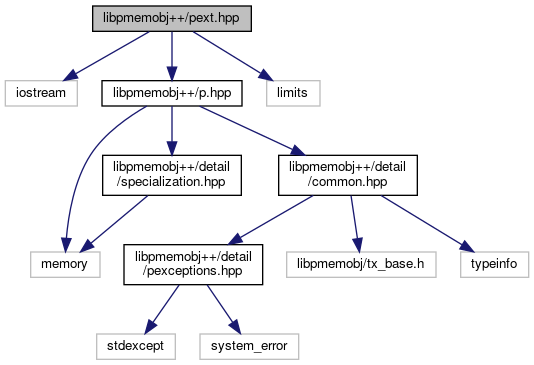 libpmemobj++/pext.hpp
iostream
libpmemobj++/p.hpp
limits
libpmemobj++/detail
/specialization.hpp
libpmemobj++/detail
/common.hpp
memory
libpmemobj++/detail
/pexceptions.hpp
libpmemobj/tx_base.h
typeinfo
stdexcept
system_error